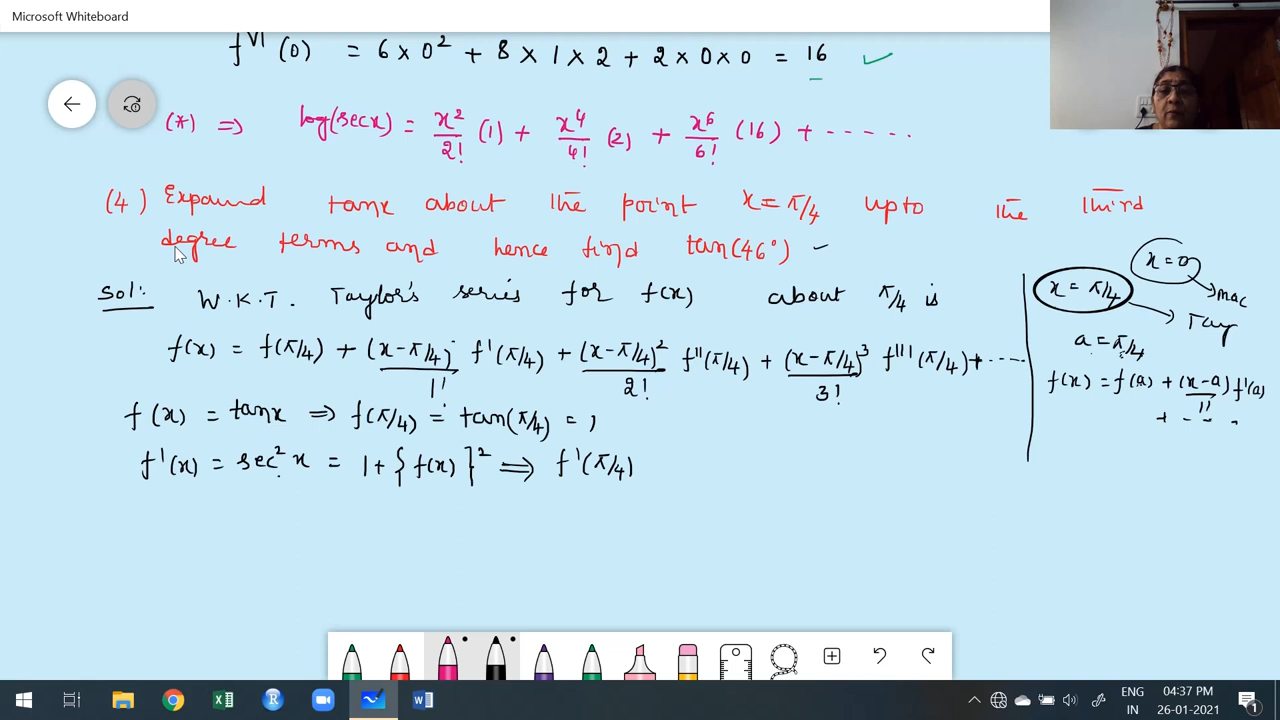 Microsoft Whiteboard
f^VI (0) = 6 × 0² + 8 × 1 × 2 + 2 × 0 × 0 = 16 ✓
(*) ⇒ log(secx) = x²/2! (1) + x⁴/4! (2) + x⁶/6! (16) + ------
(4) Expand tanx about the point x = π/4 upto the third
degree terms and hence find tan(46°)
Sol: W.K.T. Taylor's series for f(x) about π/4 is
f(x) = f(π/4) + (x-π/4)/1! f'(π/4) + (x-π/4)²/2! f''(π/4) + (x-π/4)³/3! f'''(π/4) + -----
f(x) = tanx ⇒ f(π/4) = tan(π/4) = 1
f'(x) = sec²x = 1+{f(x)}² ⇒ f'(π/4)
x = 0
mac
x = π/4
Tay
a = π/4
f(x) = f(a) + (x-a)/1! f'(a)
+ - - -
ENG
IN
04:37 PM
26-01-2021
1